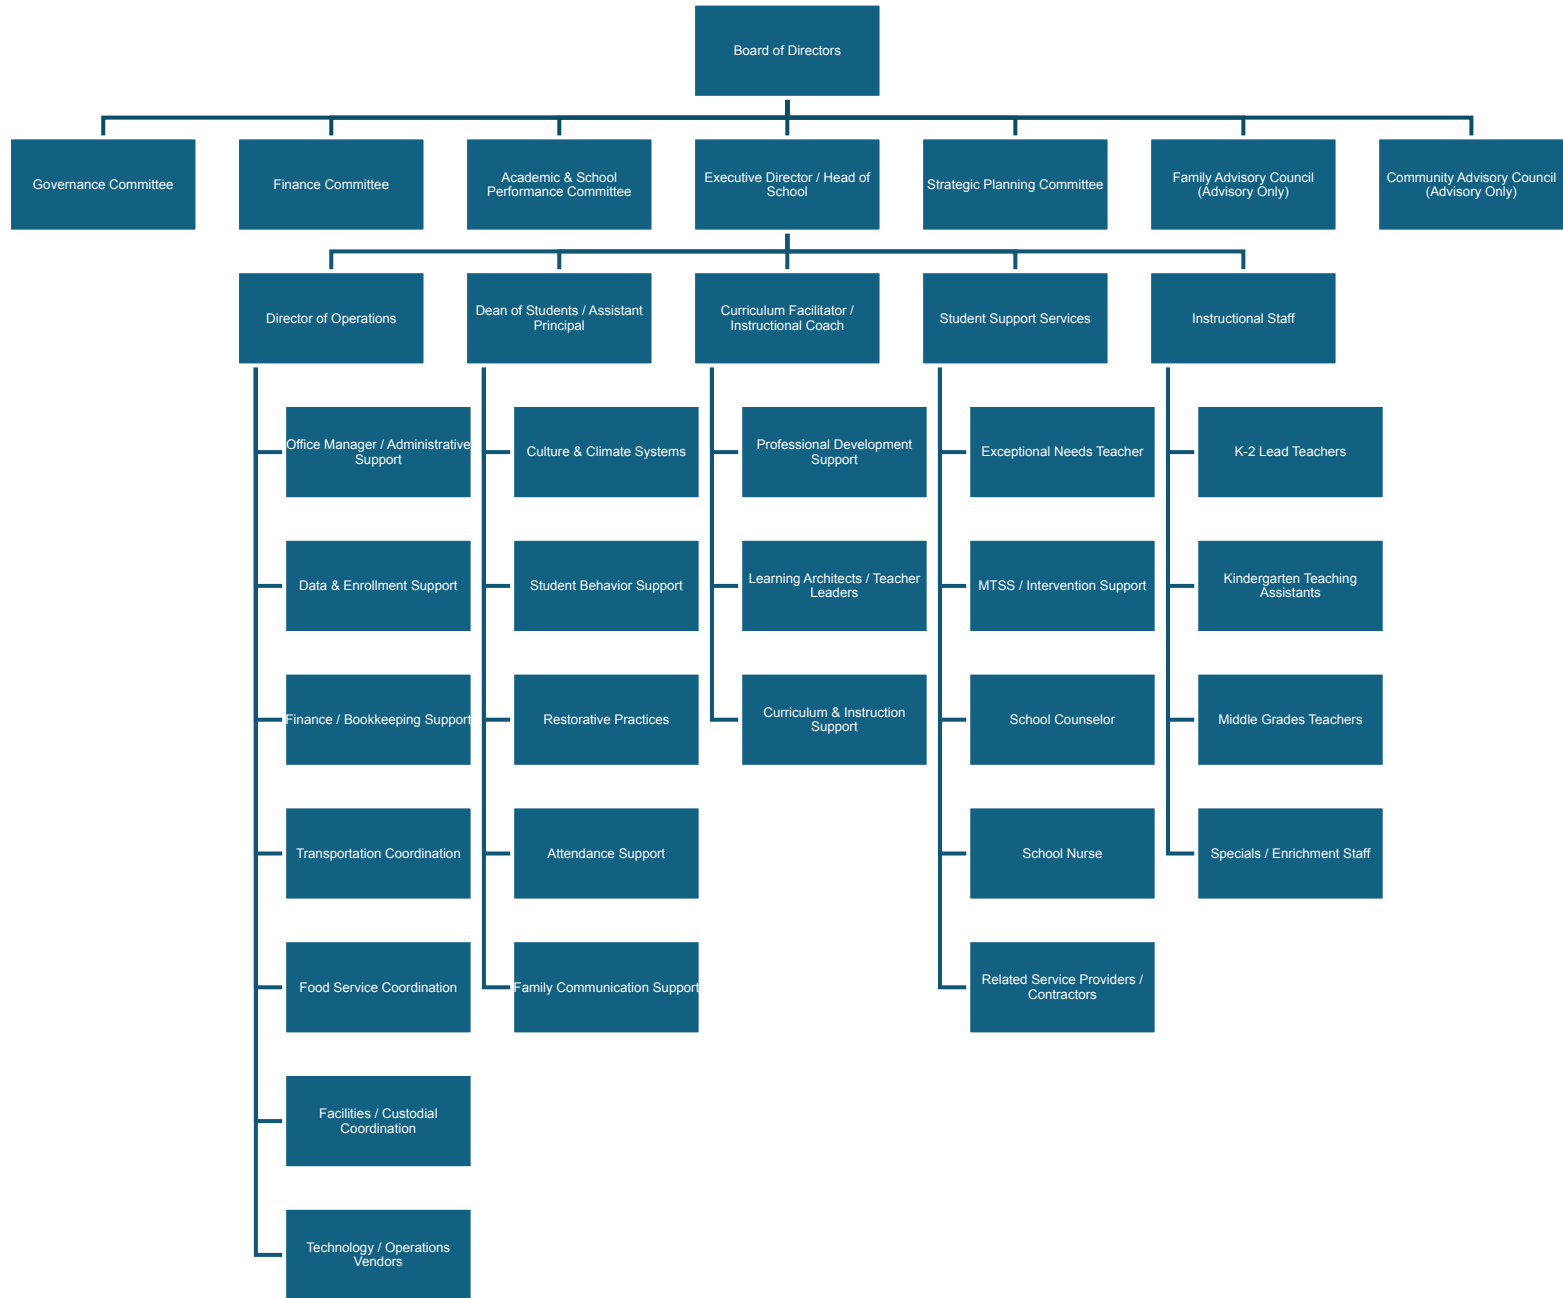 Board of Directors
Governance Committee
Finance Committee
Academic & School
Performance Committee
Executive Director / Head of
School
Strategic Planning Committee
Family Advisory Council
(Advisory Only)
Community Advisory Council
(Advisory Only)
Director of Operations
Dean of Students / Assistant
Principal
Curriculum Facilitator /
Instructional Coach
Student Support Services
Instructional Staff
Office Manager / Administrative
Support
Culture & Climate Systems
Professional Development
Support
Exceptional Needs Teacher
K-2 Lead Teachers
Data & Enrollment Support
Student Behavior Support
Learning Architects / Teacher
Leaders
MTSS / Intervention Support
Kindergarten Teaching
Assistants
Finance / Bookkeeping Support
Restorative Practices
Curriculum & Instruction
Support
School Counselor
Middle Grades Teachers
Transportation Coordination
Attendance Support
School Nurse
Specials / Enrichment Staff
Food Service Coordination
Family Communication Support
Related Service Providers /
Contractors
Facilities / Custodial
Coordination
Technology / Operations
Vendors